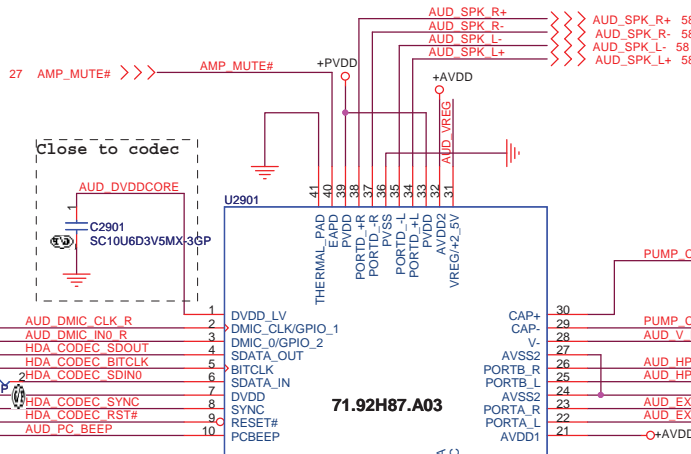 AUD_SPK_R+ AUD_SPK_R+ 58
AUD_SPK_R- AUD_SPK_R- 58
AUD_SPK_L- AUD_SPK_L- 58
AUD_SPK_L+ AUD_SPK_L+ 58
27 AMP_MUTE# AMP_MUTE# +PVDD
+AVDD
AUD_VREG
Close to codec
AUD_DVDDCORE
1
C2901
SC10U6D3V5MX-3GP
U2901
41 40 39 38 37 36 35 34 33 32 31
THERMAL_PAD
EAPD
PVDD
PORTD_+R
PORTD_-R
PVSS
PORTD_-L
PORTD_+L
PVDD
AVDD2
VREG/+2_5V
1 DVDD_LV
AUD_DMIC_CLK_R 2 DMIC_CLK/GPIO_1
AUD_DMIC_IN0_R 3 DMIC_0/GPIO_2
HDA_CODEC_SDOUT 4 SDATA_OUT
HDA_CODEC_BITCLK 5 BITCLK
2 HDA_CODEC_SDIN0 6 SDATA_IN
P 7 DVDD
HDA_CODEC_SYNC 8 SYNC
HDA_CODEC_RST# 9 RESET#
AUD_PC_BEEP 10 PCBEEP
71.92H87.A03
CAP+ 30 PUMP_C
CAP- 29 PUMP_C
V- 28 AUD_V_
AVSS2 27
PORTB_R 26 AUD_HP
PORTB_L 25 AUD_HP
AVSS2 24
PORTA_R 23 AUD_EX
PORTA_L 22 AUD_EX
AVDD1 21 +AVDD